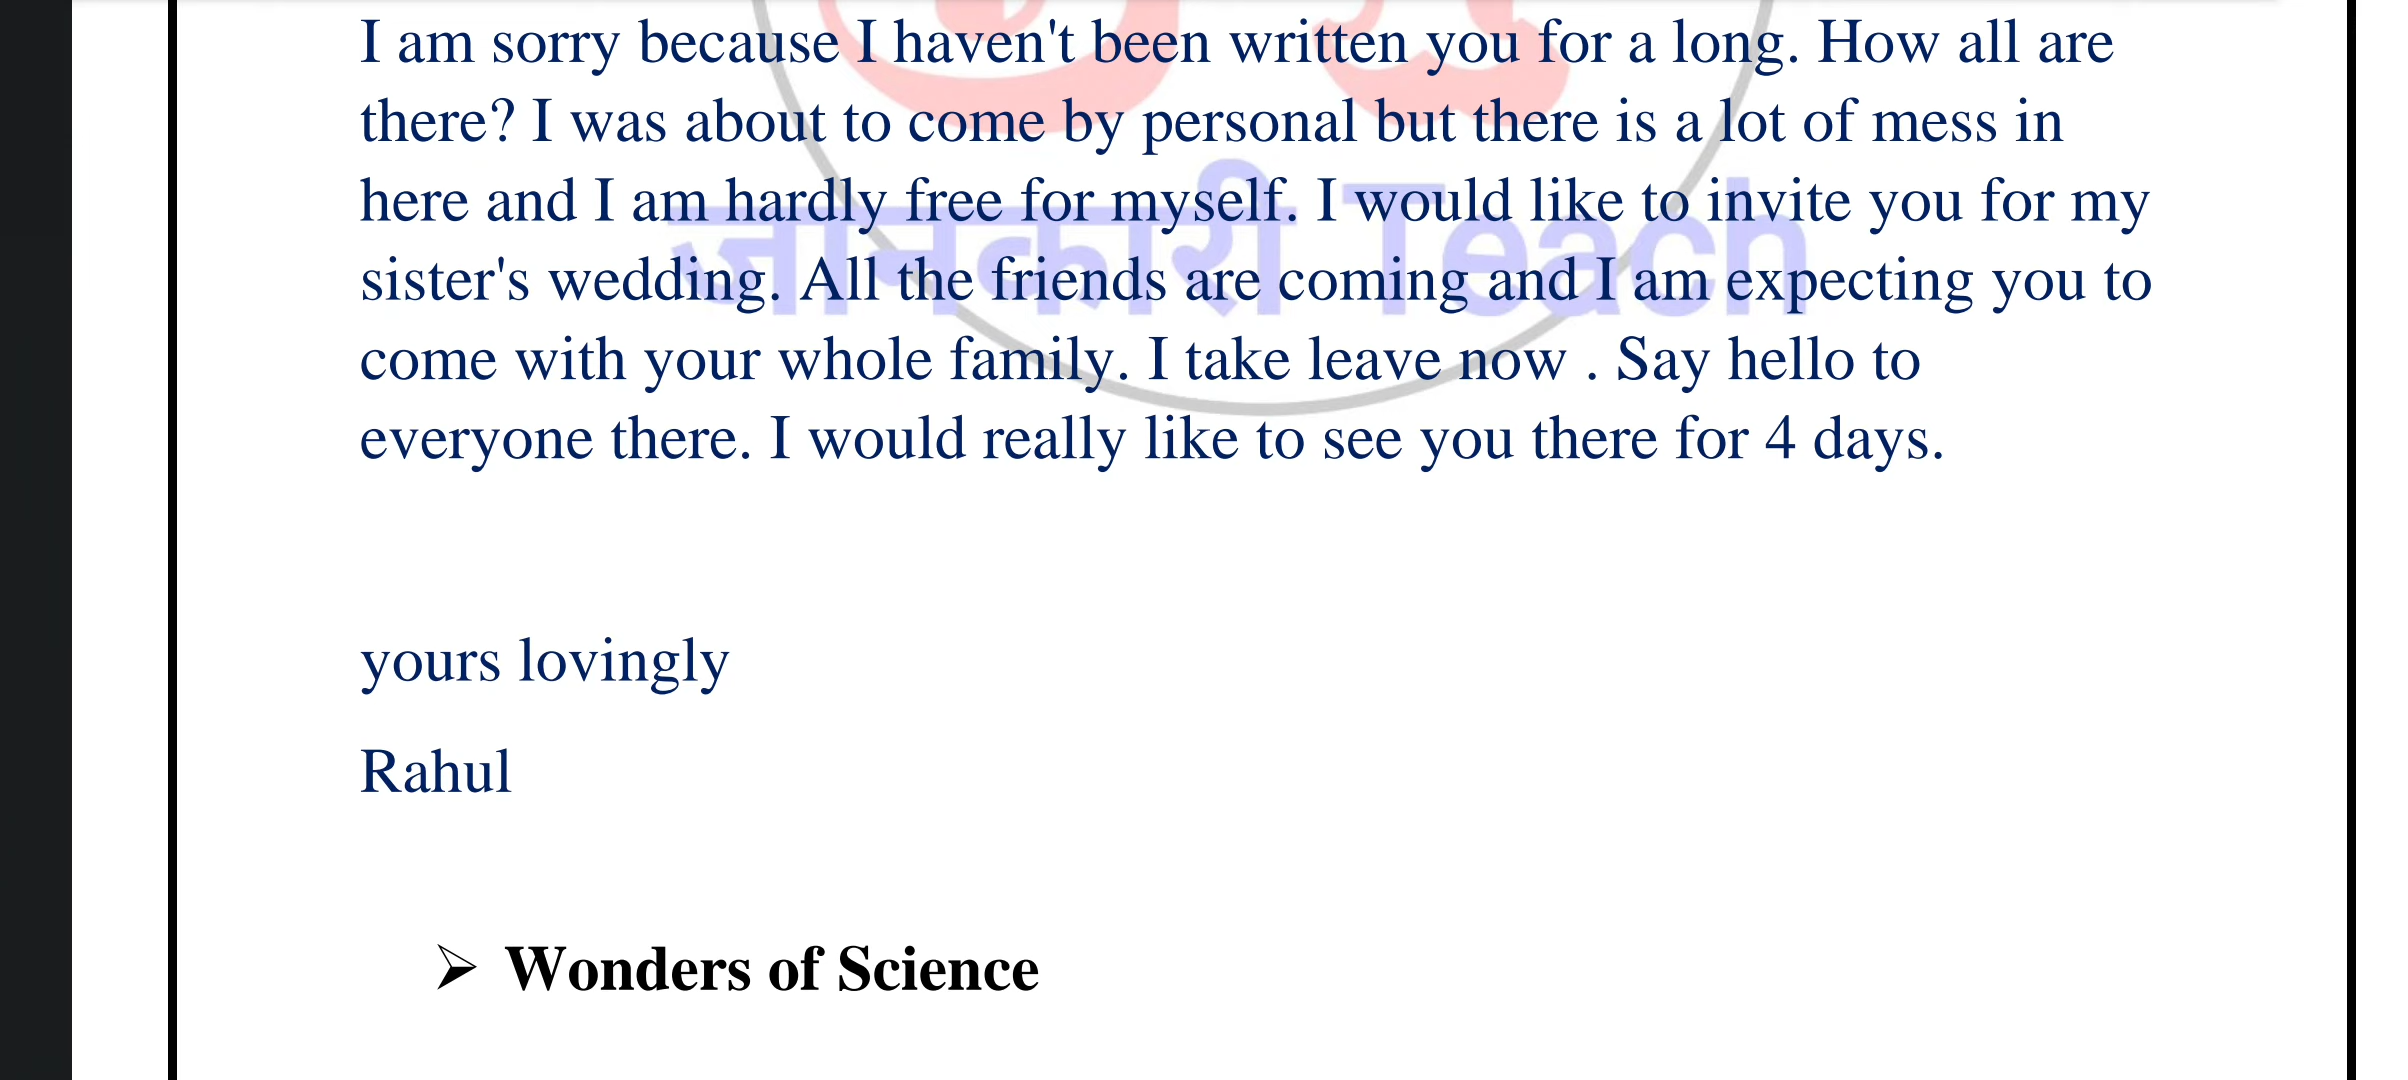 I am sorry because I haven't been written you for a long. How all are
there? I was about to come by personal but there is a lot of mess in
here and I am hardly free for myself. I would like to invite you for my
sister's wedding. All the friends are coming and I am expecting you to
come with your whole family. I take leave now . Say hello to
everyone there. I would really like to see you there for 4 days.
जानकारी Teach
yours lovingly
Rahul
➢ Wonders of Science